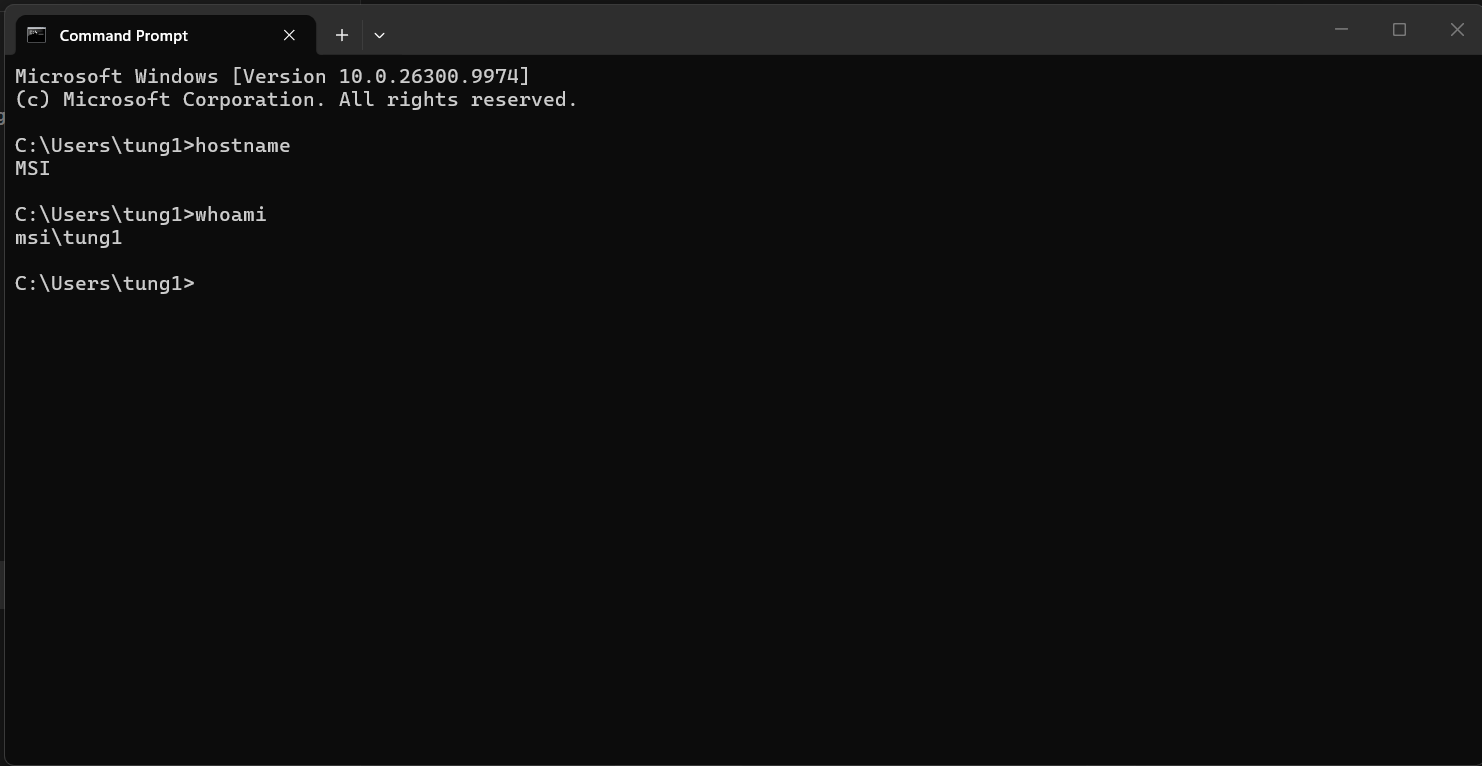 Command Prompt
Microsoft Windows [Version 10.0.26300.9974]
(c) Microsoft Corporation. All rights reserved.
C:\Users\tung1>hostname
MSI
C:\Users\tung1>whoami
msi\tung1
C:\Users\tung1>